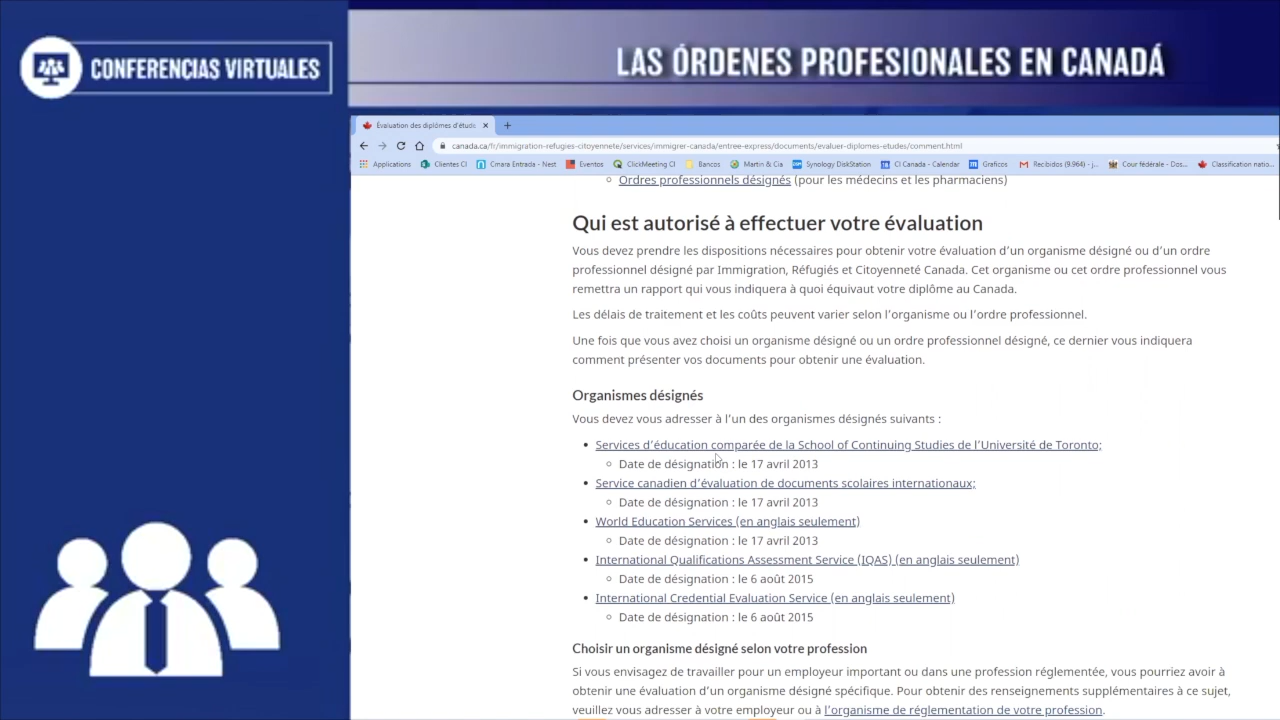 CONFERENCIAS VIRTUALES
LAS ÓRDENES PROFESIONALES EN CANADÁ
Évaluation des diplômes d'étude
canada.ca/fr/immigration-refugies-citoyennete/services/immigrer-canada/entree-express/documents/evaluer-diplomes-etudes/comment.html
Applications Clientes CI Cmara Entrada - Nest Eventos ClickMeeting CI Bancos Martin & Cia Synology DiskStation CI Canada - Calendar Graficos Recibidos (9.964) - j... Cour fédérale - Dos... Classification natio...
Ordres professionnels désignés (pour les médecins et les pharmaciens)
Qui est autorisé à effectuer votre évaluation
Vous devez prendre les dispositions nécessaires pour obtenir votre évaluation d’un organisme désigné ou d’un ordre
professionnel désigné par Immigration, Réfugiés et Citoyenneté Canada. Cet organisme ou cet ordre professionnel vous
remettra un rapport qui vous indiquera à quoi équivaut votre diplôme au Canada.
Les délais de traitement et les coûts peuvent varier selon l’organisme ou l’ordre professionnel.
Une fois que vous avez choisi un organisme désigné ou un ordre professionnel désigné, ce dernier vous indiquera
comment présenter vos documents pour obtenir une évaluation.
Organismes désignés
Vous devez vous adresser à l’un des organismes désignés suivants :
Services d’éducation comparée de la School of Continuing Studies de l’Université de Toronto;
Date de désignation : le 17 avril 2013
Service canadien d’évaluation de documents scolaires internationaux;
Date de désignation : le 17 avril 2013
World Education Services (en anglais seulement)
Date de désignation : le 17 avril 2013
International Qualifications Assessment Service (IQAS) (en anglais seulement)
Date de désignation : le 6 août 2015
International Credential Evaluation Service (en anglais seulement)
Date de désignation : le 6 août 2015
Choisir un organisme désigné selon votre profession
Si vous envisagez de travailler pour un employeur important ou dans une profession réglementée, vous pourriez avoir à
obtenir une évaluation d’un organisme désigné spécifique. Pour obtenir des renseignements supplémentaires à ce sujet,
veuillez vous adresser à votre employeur ou à l’organisme de réglementation de votre profession.